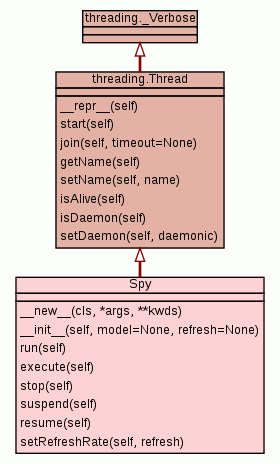 threading._Verbose
threading.Thread
__repr__(self)
start(self)
join(self, timeout=None)
getName(self)
setName(self, name)
isAlive(self)
isDaemon(self)
setDaemon(self, daemonic)
Spy
__new__(cls, *args, **kwds)
__init__(self, model=None, refresh=None)
run(self)
execute(self)
stop(self)
suspend(self)
resume(self)
setRefreshRate(self, refresh)